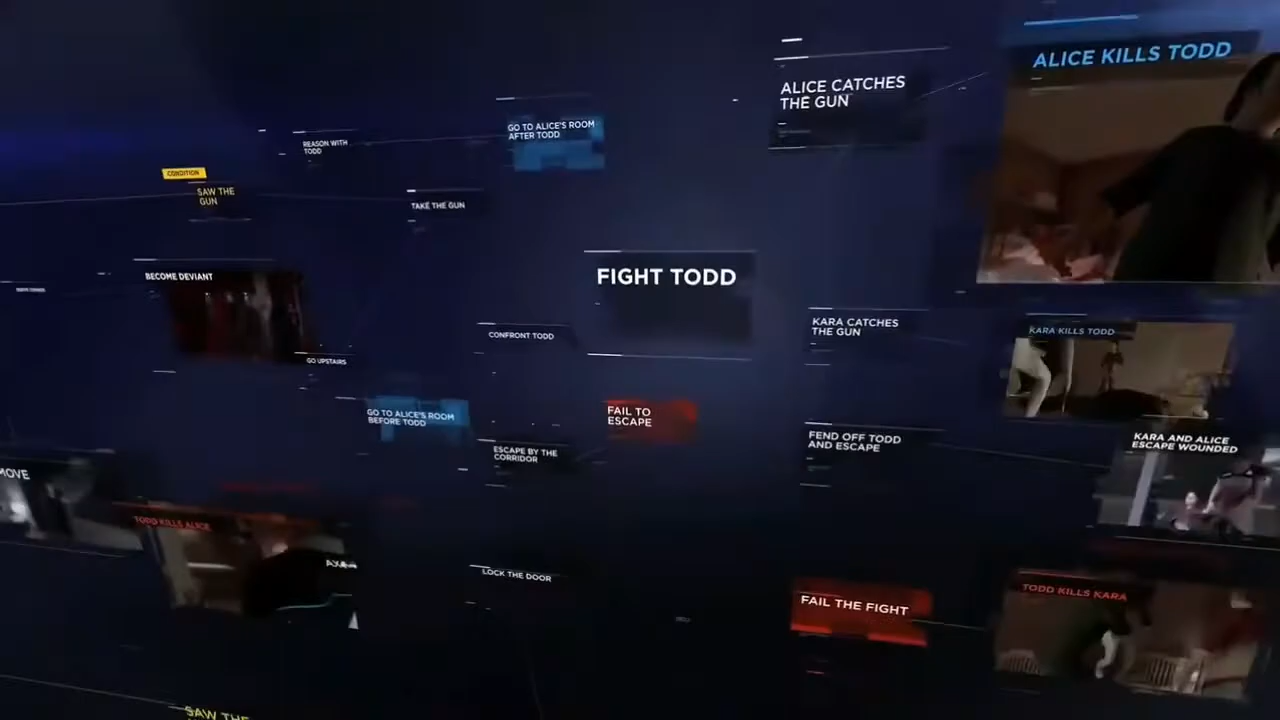 ALICE KILLS TODD
ALICE CATCHES
THE GUN
GO TO ALICE'S ROOM
AFTER TODD
REASON WITH
TODD
CONDITION
SAW THE
GUN
TAKE THE GUN
BECOME DEVIANT
FIGHT TODD
CONFRONT TODD
KARA CATCHES
THE GUN
KARA KILLS TODD
GO UPSTAIRS
GO TO ALICE'S ROOM
BEFORE TODD
FAIL TO
ESCAPE
ESCAPE BY THE
CORRIDOR
FEND OFF TODD
AND ESCAPE
KARA AND ALICE
ESCAPE WOUNDED
MOVE
TODD KILLS ALICE
LOCK THE DOOR
FAIL THE FIGHT
TODD KILLS KARA
SAW THE